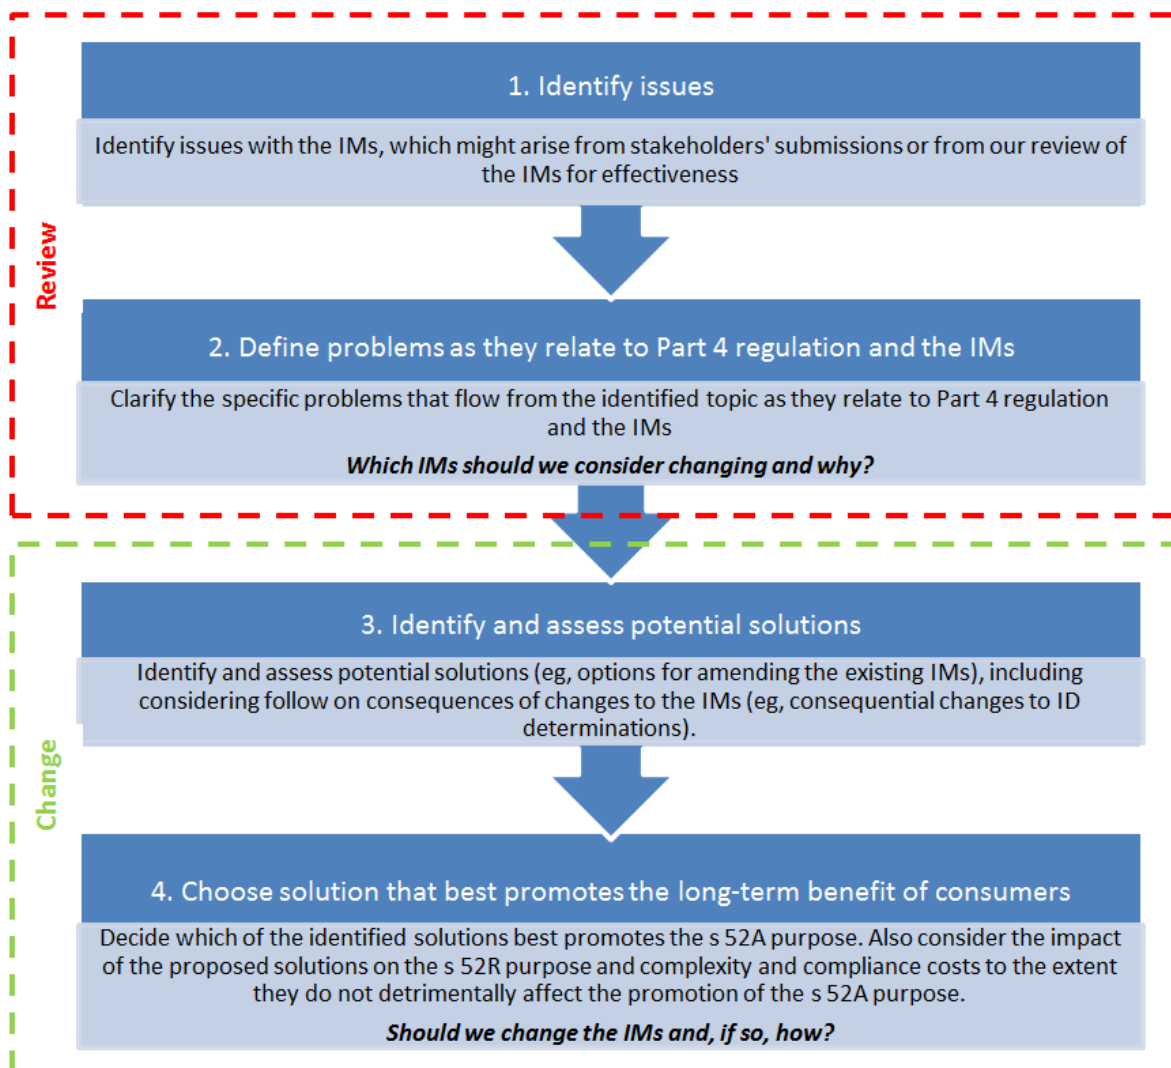 1. Identify issues
Identify issues with the IMs, which might arise from stakeholders' submissions or from our review of
the IMs for effectiveness
Review
2. Define problems as they relate to Part 4 regulation and the IMs
Clarify the specific problems that flow from the identified topic as they relate to Part 4 regulation
and the IMs
Which IMs should we consider changing and why?
3. Identify and assess potential solutions
Identify and assess potential solutions (eg, options for amending the existing IMs), including
considering follow on consequences of changes to the IMs (eg, consequential changes to ID
determinations).
Change
4. Choose solution that best promotes the long-term benefit of consumers
Decide which of the identified solutions best promotes the s 52A purpose. Also consider the impact
of the proposed solutions on the s 52R purpose and complexity and compliance costs to the extent
they do not detrimentally affect the promotion of the s 52A purpose.
Should we change the IMs and, if so, how?